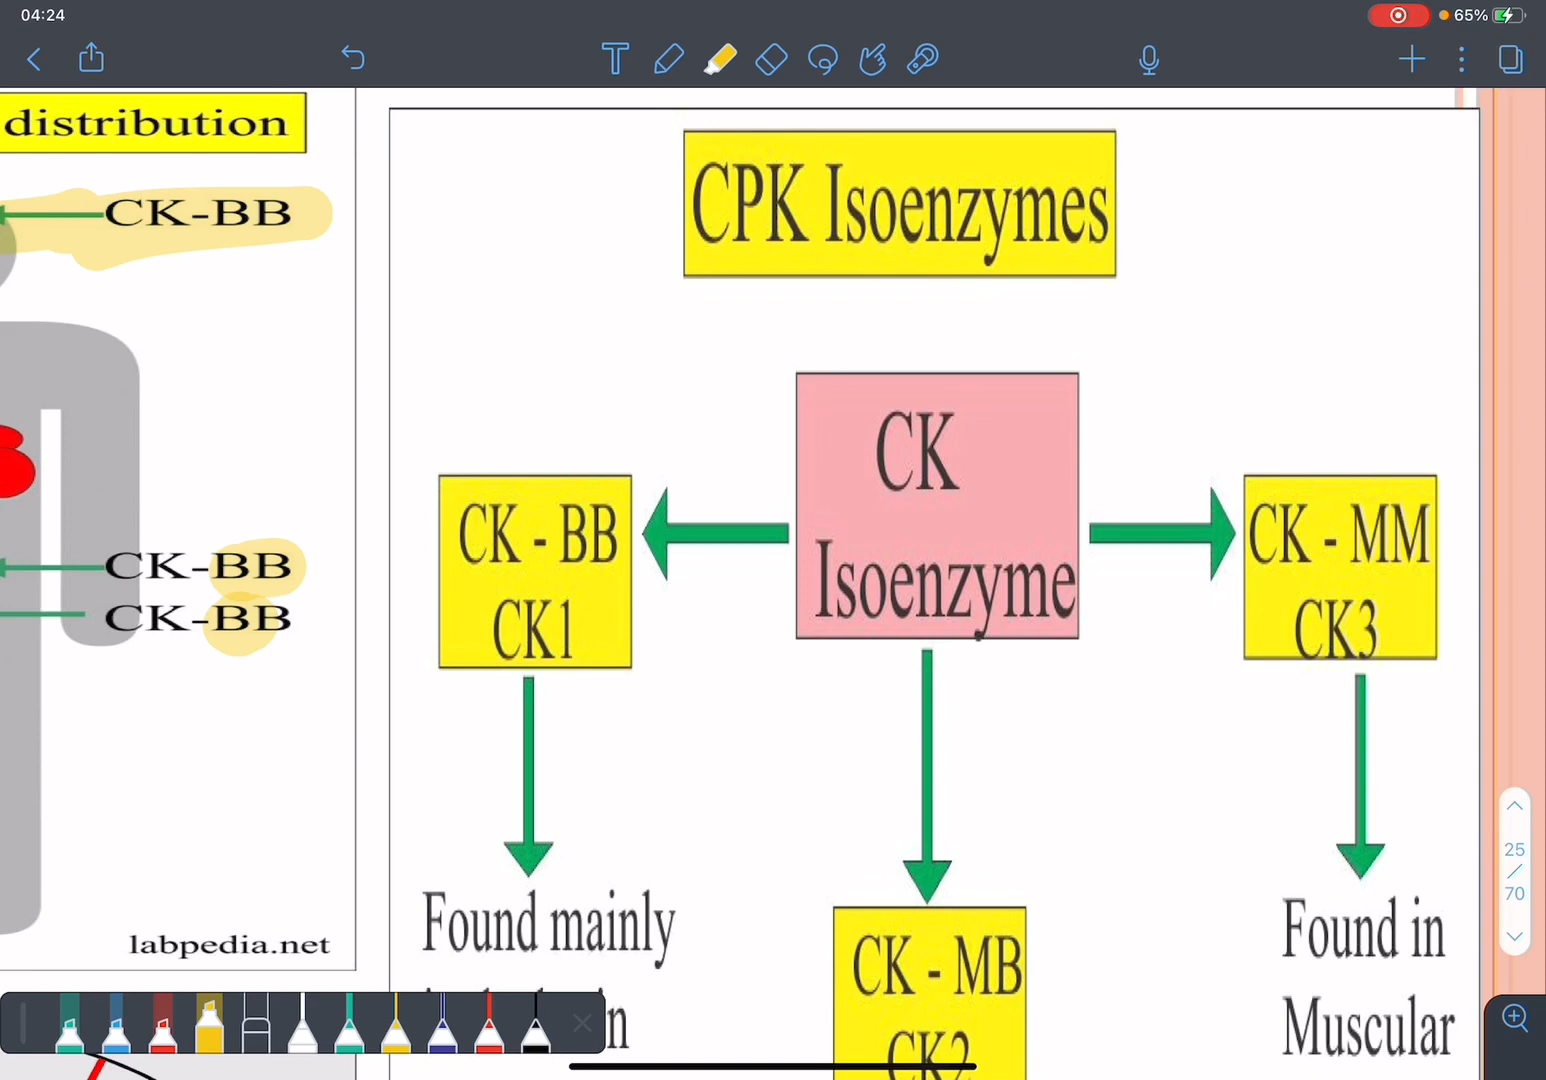 04:24
65%
distribution
CK-BB
CK-BB
CK-BB
labpedia.net
CPK Isoenzymes
CK
Isoenzyme
CK - BB
CK1
CK - MM
CK3
Found mainly
CK - MB
CK2
Found in
Muscular
25
/
70